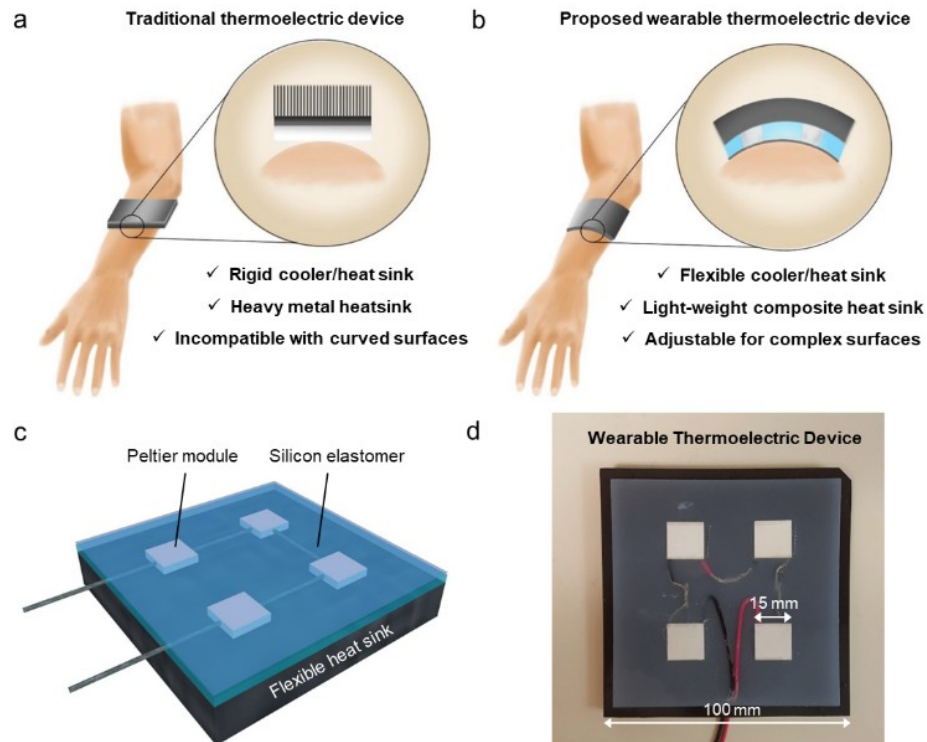 a
Traditional thermoelectric device
✓ Rigid cooler/heat sink
✓ Heavy metal heatsink
✓ Incompatible with curved surfaces
b
Proposed wearable thermoelectric device
✓ Flexible cooler/heat sink
✓ Light-weight composite heat sink
✓ Adjustable for complex surfaces
c
Peltier module
Silicon elastomer
Flexible heat sink
d
Wearable Thermoelectric Device
15 mm
100 mm